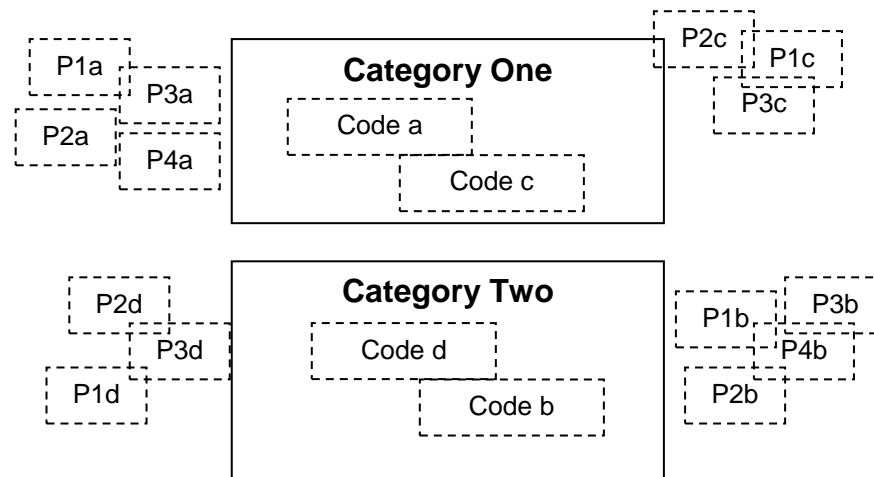 P2c
P1a
P1c
Category One
P3a
P3c
Code a
P2a
P4a
Code c
Category Two
P2d
P3b
P1b
P3d
Code d
P4b
P1d
P2b
Code b